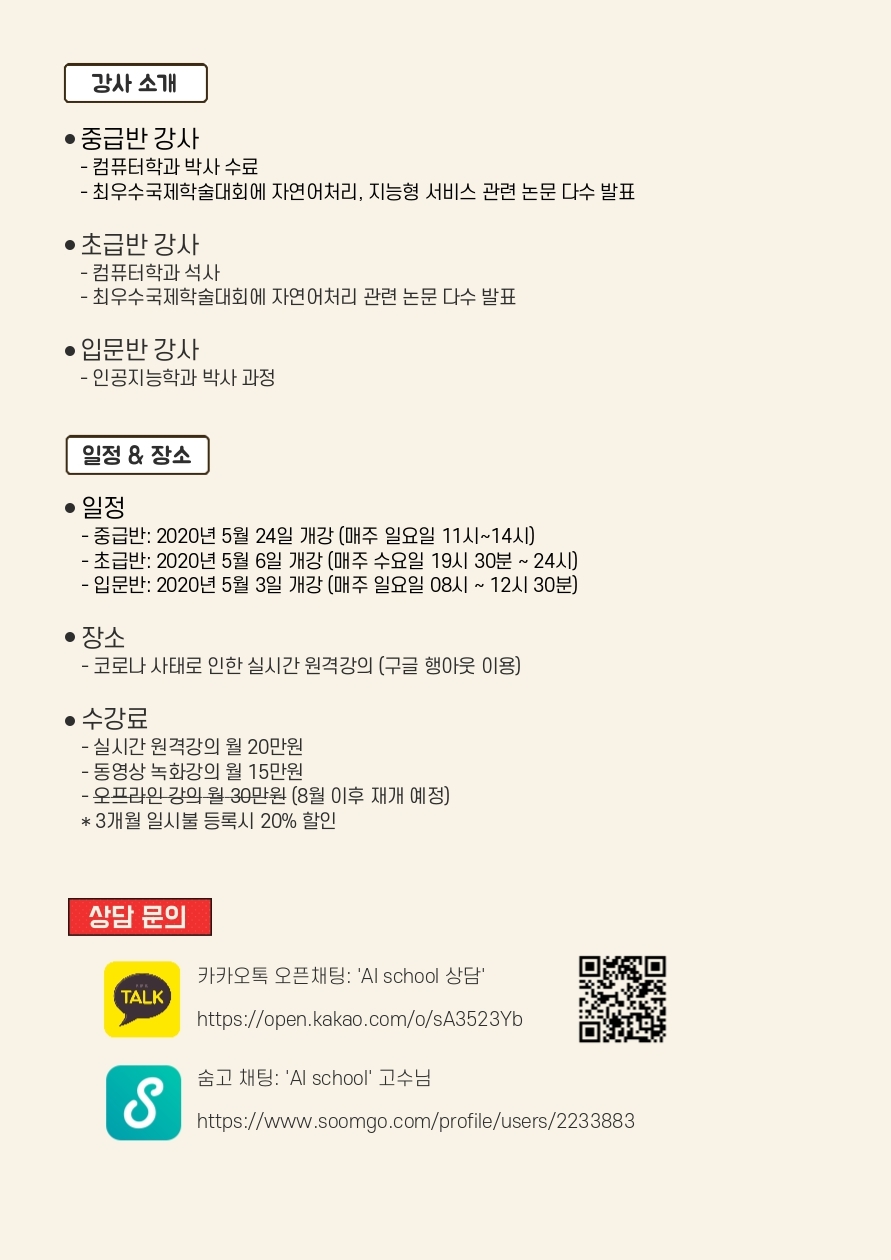 강사 소개
● 중급반 강사
- 컴퓨터학과 박사 수료
- 최우수국제학술대회에 자연어처리, 지능형 서비스 관련 논문 다수 발표
● 초급반 강사
- 컴퓨터학과 석사
- 최우수국제학술대회에 자연어처리 관련 논문 다수 발표
● 입문반 강사
- 인공지능학과 박사 과정
일정 & 장소
● 일정
- 중급반: 2020년 5월 24일 개강 (매주 일요일 11시~14시)
- 초급반: 2020년 5월 6일 개강 (매주 수요일 19시 30분 ~ 24시)
- 입문반: 2020년 5월 3일 개강 (매주 일요일 08시 ~ 12시 30분)
● 장소
- 코로나 사태로 인한 실시간 원격강의 (구글 행아웃 이용)
● 수강료
- 실시간 원격강의 월 20만원
- 동영상 녹화강의 월 15만원
- 오프라인 강의 월 30만원 (8월 이후 재개 예정)
* 3개월 일시불 등록시 20% 할인
상담 문의
TALK
카카오톡 오픈채팅: 'AI school 상담'
https://open.kakao.com/o/sA3523Yb
숨고 채팅: 'AI school' 고수님
https://www.soomgo.com/profile/users/2233883